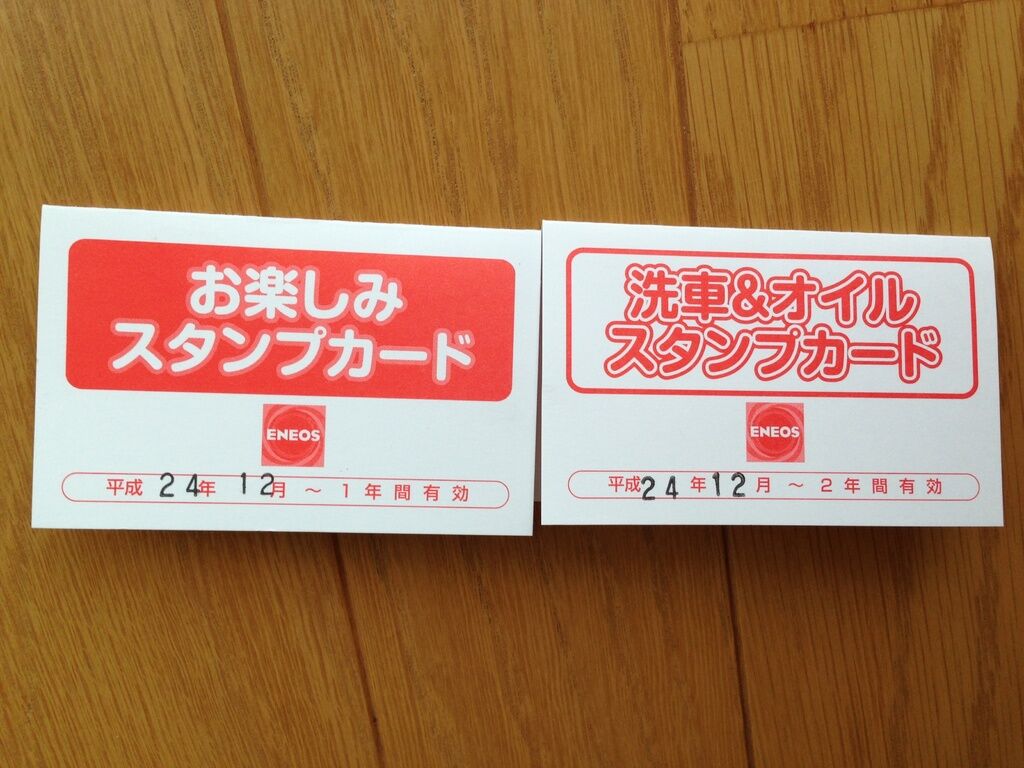 お楽しみ
スタンプカード
ENEOS
平成 24年 12月 ～ 1年間有効
洗車&オイル
スタンプカード
ENEOS
平成24 年 12 月 ～ 2年間有効